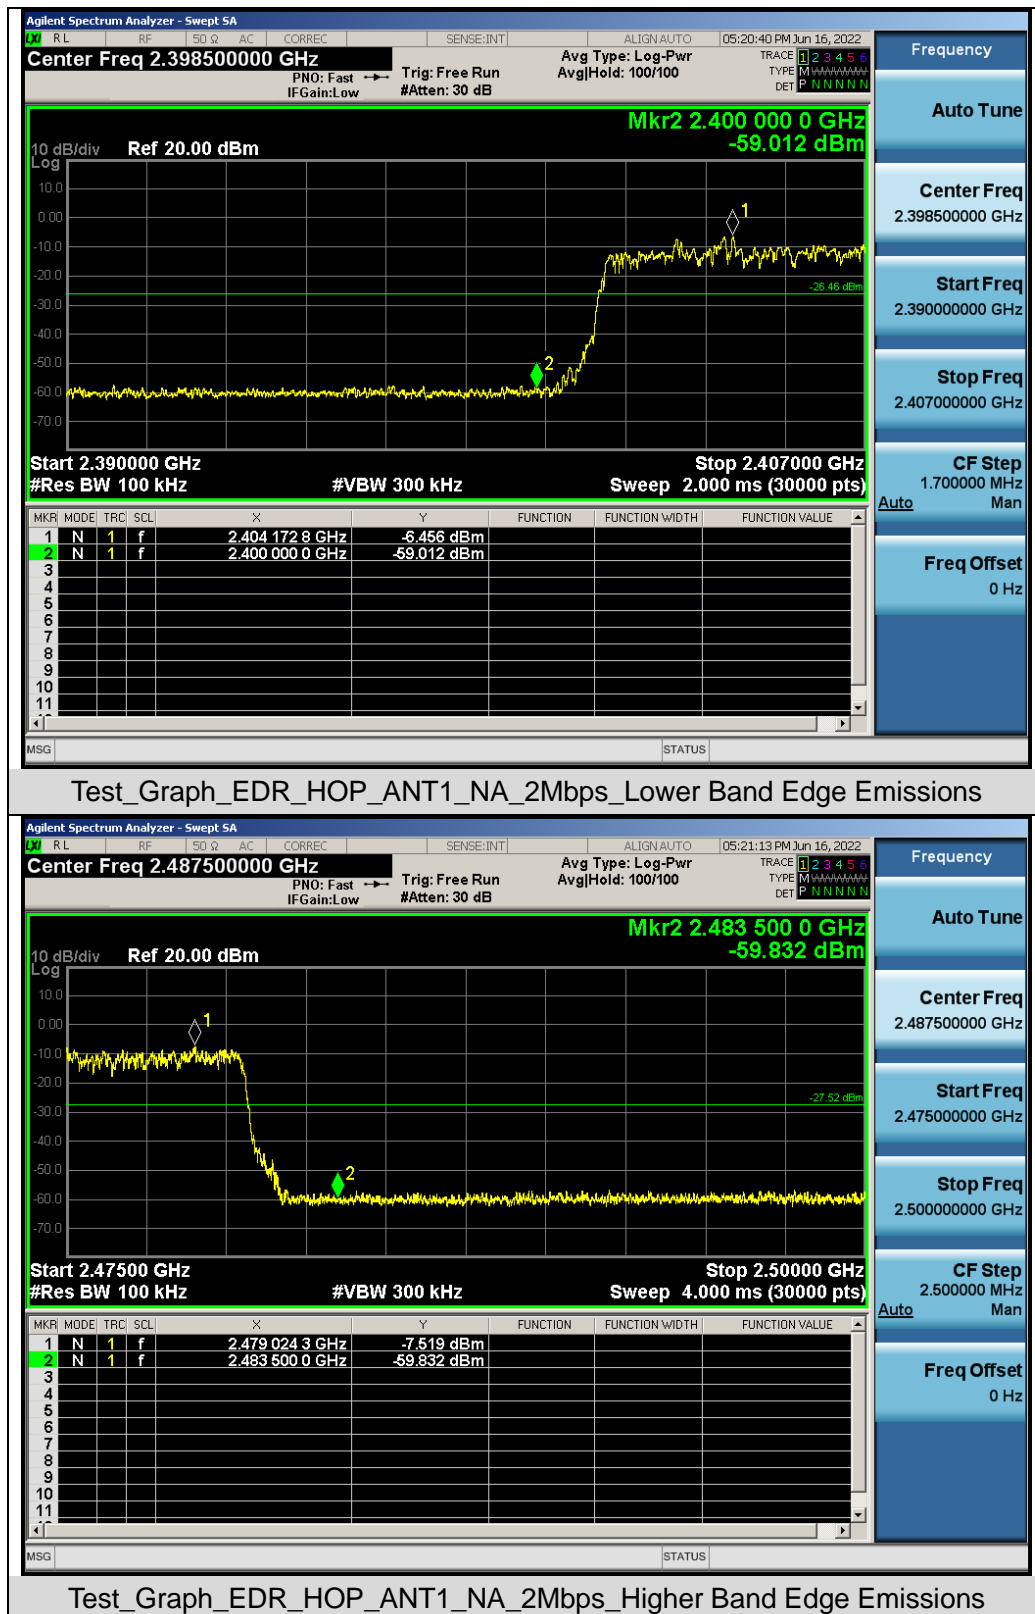 Agilent Spectrum Analyzer - Swept SA
LXI RL RF 50 Ω AC CORREC SENSE:INT ALIGN AUTO 05:20:40 PM Jun 16, 2022
Center Freq 2.398500000 GHz
PNO: Fast
IFGain:Low
Trig: Free Run
#Atten: 30 dB
Avg Type: Log-Pwr
Avg|Hold: 100/100
TRACE 1 2 3 4 5 6
TYPE M WWWWW
DET P N N N N N
Mkr2 2.400 000 0 GHz
-59.012 dBm
10 dB/div Ref 20.00 dBm
Log
10.0
0.00
-10.0
-20.0
-30.0
-40.0
-50.0
-60.0
-70.0
1
2
-26.46 dBm
Start 2.390000 GHz Stop 2.407000 GHz
#Res BW 100 kHz #VBW 300 kHz Sweep 2.000 ms (30000 pts)
MKR MODE TRC SCL X Y FUNCTION FUNCTION WIDTH FUNCTION VALUE
1 N 1 f 2.404 172 8 GHz -6.456 dBm
2 N 1 f 2.400 000 0 GHz -59.012 dBm
3
4
5
6
7
8
9
10
11
MSG STATUS
Frequency
Auto Tune
Center Freq
2.398500000 GHz
Start Freq
2.390000000 GHz
Stop Freq
2.407000000 GHz
CF Step
1.700000 MHz
Auto Man
Freq Offset
0 Hz
Test_Graph_EDR_HOP_ANT1_NA_2Mbps_Lower Band Edge Emissions
Agilent Spectrum Analyzer - Swept SA
LXI RL RF 50 Ω AC CORREC SENSE:INT ALIGN AUTO 05:21:13 PM Jun 16, 2022
Center Freq 2.487500000 GHz
PNO: Fast
IFGain:Low
Trig: Free Run
#Atten: 30 dB
Avg Type: Log-Pwr
Avg|Hold: 100/100
TRACE 1 2 3 4 5 6
TYPE M WWWWW
DET P N N N N N
Mkr2 2.483 500 0 GHz
-59.832 dBm
10 dB/div Ref 20.00 dBm
Log
10.0
0.00
-10.0
-20.0
-30.0
-40.0
-50.0
-60.0
-70.0
1
2
-27.52 dBm
Start 2.47500 GHz Stop 2.50000 GHz
#Res BW 100 kHz #VBW 300 kHz Sweep 4.000 ms (30000 pts)
MKR MODE TRC SCL X Y FUNCTION FUNCTION WIDTH FUNCTION VALUE
1 N 1 f 2.479 024 3 GHz -7.519 dBm
2 N 1 f 2.483 500 0 GHz -59.832 dBm
3
4
5
6
7
8
9
10
11
MSG STATUS
Frequency
Auto Tune
Center Freq
2.487500000 GHz
Start Freq
2.475000000 GHz
Stop Freq
2.500000000 GHz
CF Step
2.500000 MHz
Auto Man
Freq Offset
0 Hz
Test_Graph_EDR_HOP_ANT1_NA_2Mbps_Higher Band Edge Emissions